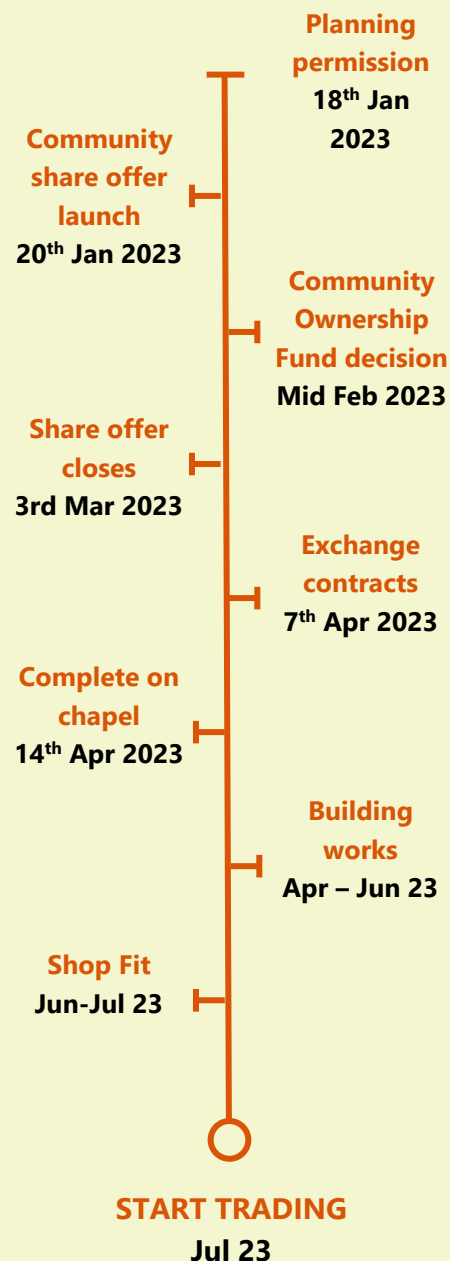 Planning
permission
18th Jan
2023
Community
share offer
launch
20th Jan 2023
Community
Ownership
Fund decision
Mid Feb 2023
Share offer
closes
3rd Mar 2023
Exchange
contracts
7th Apr 2023
Complete on
chapel
14th Apr 2023
Building
works
Apr – Jun 23
Shop Fit
Jun-Jul 23
START TRADING
Jul 23